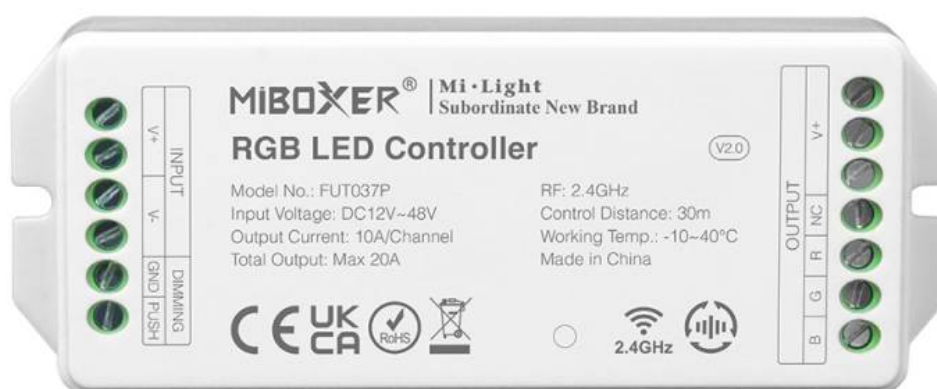 MiBOXER® Mi·Light
Subordinate New Brand
RGB LED Controller
V2.0
Model No.: FUT037P
Input Voltage: DC12V~48V
Output Current: 10A/Channel
Total Output: Max 20A
RF: 2.4GHz
Control Distance: 30m
Working Temp.: -10~40°C
Made in China
CE
UK
CA
RoHS
2.4GHz
INPUT
V+
V-
DIMMING
GND
PUSH
OUTPUT
V+
NC
R
G
B